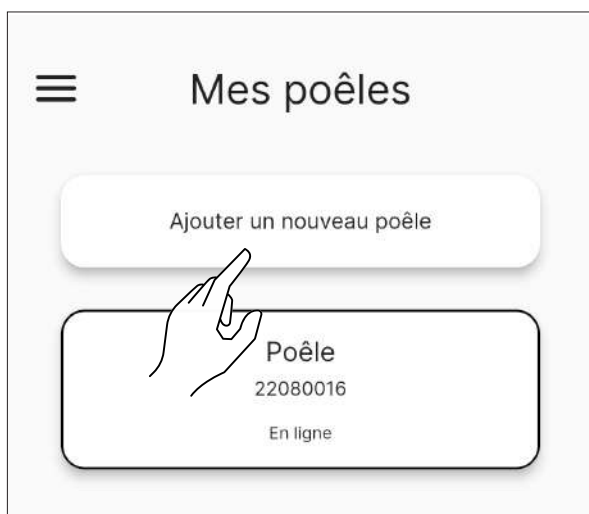 Mes poêles
Ajouter un nouveau poêle
Poêle
22080016
En ligne